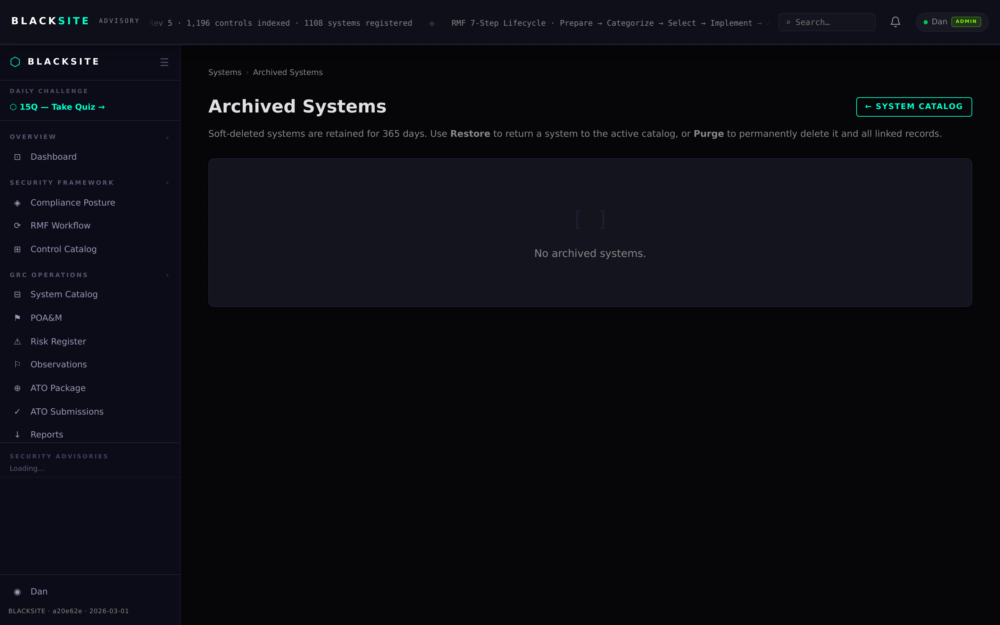 BLACKSITE ADVISORY
Rev 5 · 1,196 controls indexed · 1108 systems registered ◆ RMF 7-Step Lifecycle · Prepare → Categorize → Select → Implement →
Search…
Dan ADMIN
BLACKSITE
DAILY CHALLENGE
15Q — Take Quiz →
OVERVIEW
Dashboard
SECURITY FRAMEWORK
Compliance Posture
RMF Workflow
Control Catalog
GRC OPERATIONS
System Catalog
POA&M
Risk Register
Observations
ATO Package
ATO Submissions
Reports
SECURITY ADVISORIES
Loading…
Dan
BLACKSITE · a20e62e · 2026-03-01
Systems › Archived Systems
Archived Systems
← SYSTEM CATALOG
Soft-deleted systems are retained for 365 days. Use Restore to return a system to the active catalog, or Purge to permanently delete it and all linked records.
[ ]
No archived systems.